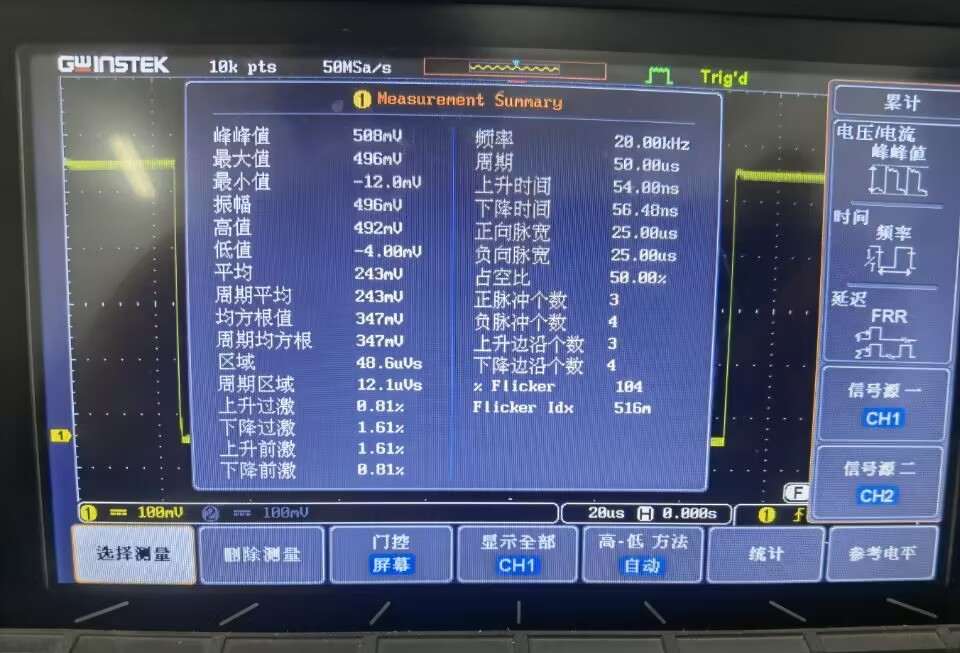 GWINSTEK 10k pts 50MSa/s Trig'd
1 Measurement Summary
峰峰值 508mV
最大值 496mV
最小值 -12.0mV
振幅 496mV
高值 492mV
低值 -4.00mV
平均 243mV
周期平均 243mV
均方根值 347mV
周期均方根 347mV
区域 48.6uVs
周期区域 12.1uVs
上升过激 0.81%
下降过激 1.61%
上升前激 1.61%
下降前激 0.81%
频率 20.00kHz
周期 50.00us
上升时间 54.00ns
下降时间 56.48ns
正向脉宽 25.00us
负向脉宽 25.00us
占空比 50.00%
正脉冲个数 3
负脉冲个数 4
上升边沿个数 3
下降边沿个数 4
% Flicker 104
Flicker Idx 516m
累计
电压/电流
峰峰值
时间
频率
1/T
延迟
FRR
1
2
信号源一
CH1
信号源二
CH2
1
F
1 100mV 2 100mV 20us H 0.000s 1
选择测量
删除测量
门控
屏幕
显示全部
CH1
高-低 方法
自动
统计
参考电平